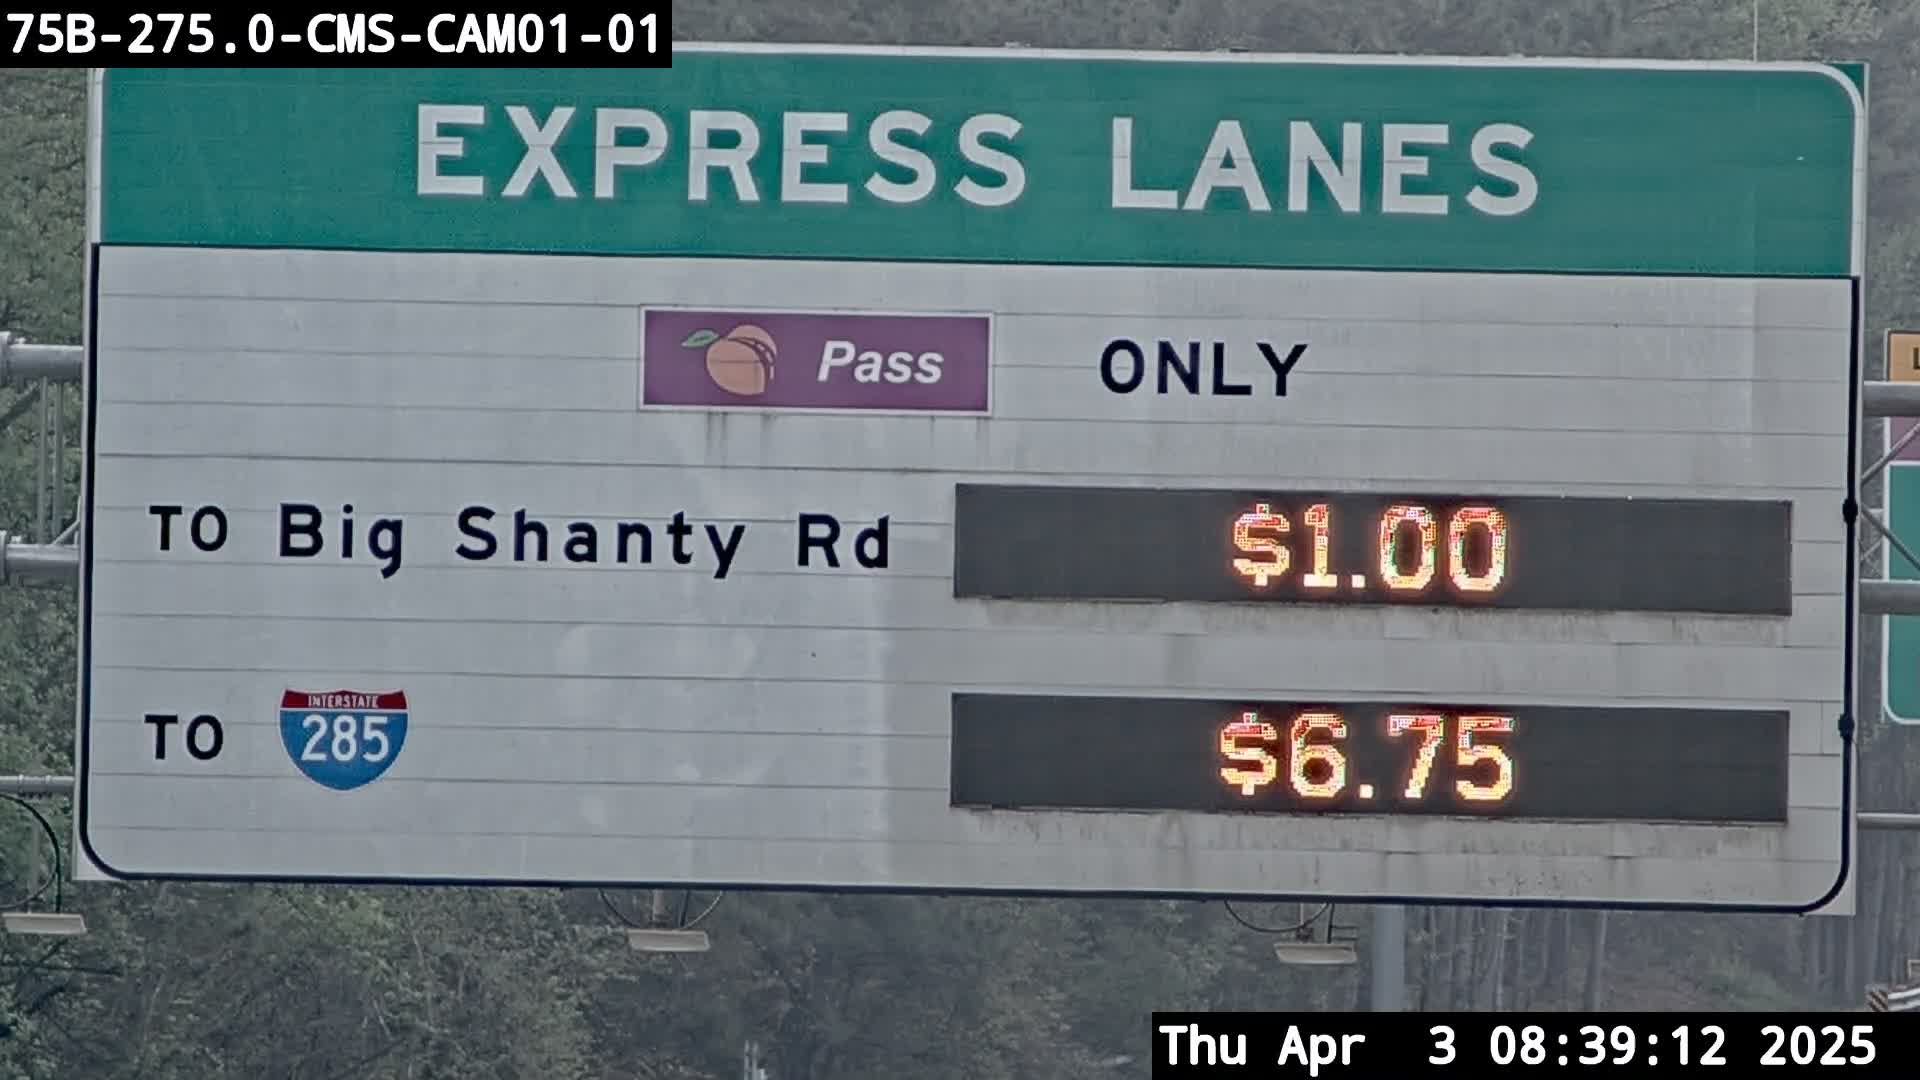 75B-275.0-CMS-CAM01-01
EXPRESS LANES
Pass ONLY
TO Big Shanty Rd $1.00
INTERSTATE
TO 285 $6.75
Thu Apr 3 08:39:12 2025